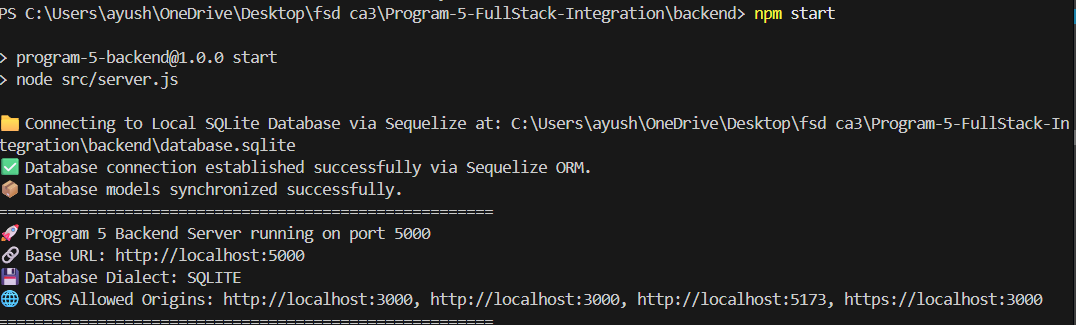 PS C:\Users\ayush\OneDrive\Desktop\fsd ca3\Program-5-FullStack-Integration\backend> npm start
> program-5-backend@1.0.0 start
> node src/server.js
📁 Connecting to Local SQLite Database via Sequelize at: C:\Users\ayush\OneDrive\Desktop\fsd ca3\Program-5-FullStack-In
tegration\backend\database.sqlite
✅ Database connection established successfully via Sequelize ORM.
📦 Database models synchronized successfully.
========================================================
🚀 Program 5 Backend Server running on port 5000
🔗 Base URL: http://localhost:5000
💾 Database Dialect: SQLITE
🌐 CORS Allowed Origins: http://localhost:3000, http://localhost:3000, http://localhost:5173, https://localhost:3000
========================================================